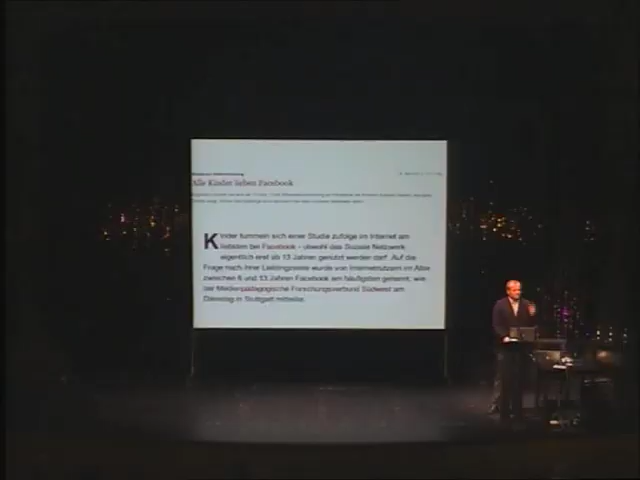 Alle Kinder lieben Facebook
Kinder tummeln sich einer Studie zufolge im Internet am
liebsten bei Facebook - obwohl das Soziale Netzwerk
eigentlich erst ab 13 Jahren genutzt werden darf. Auf die
Frage nach ihrer Lieblingsseite wurde von Internetnutzern im Alter
zwischen 6 und 13 Jahren Facebook am häufigsten genannt, wie
der Medienpädagogische Forschungsverbund Südwest am
Dienstag in Stuttgart mitteilte.